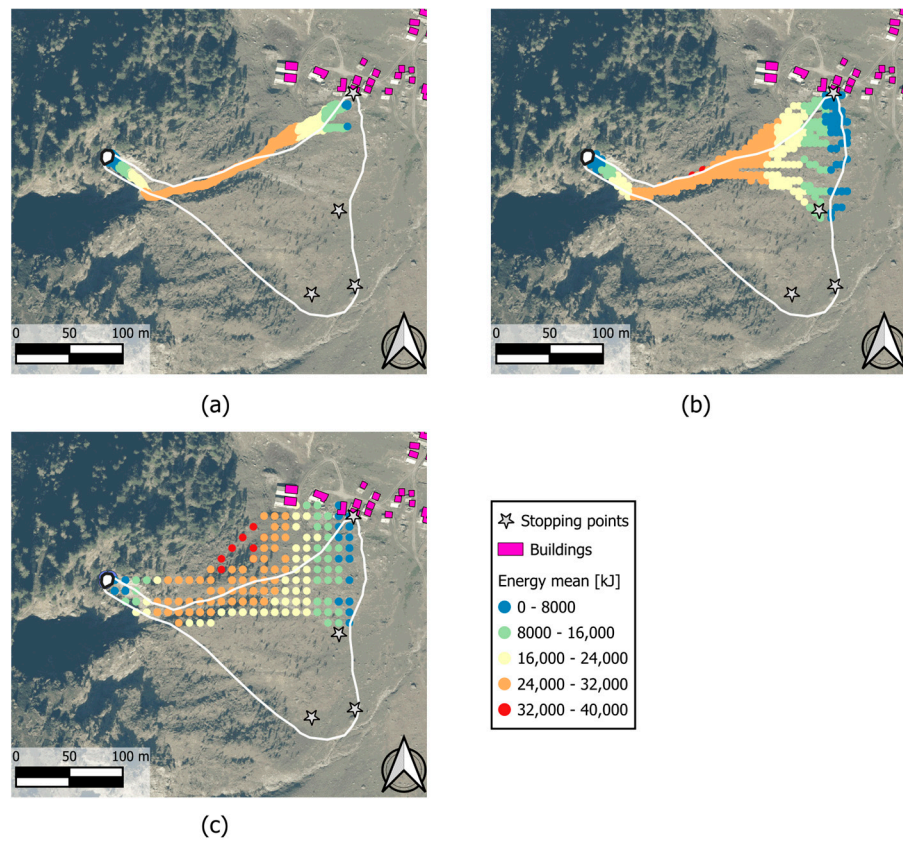 0 50 100 m
(a)
0 50 100 m
(b)
0 50 100 m
(c)
Stopping points
Buildings
Energy mean [kJ]
0 - 8000
8000 - 16,000
16,000 - 24,000
24,000 - 32,000
32,000 - 40,000